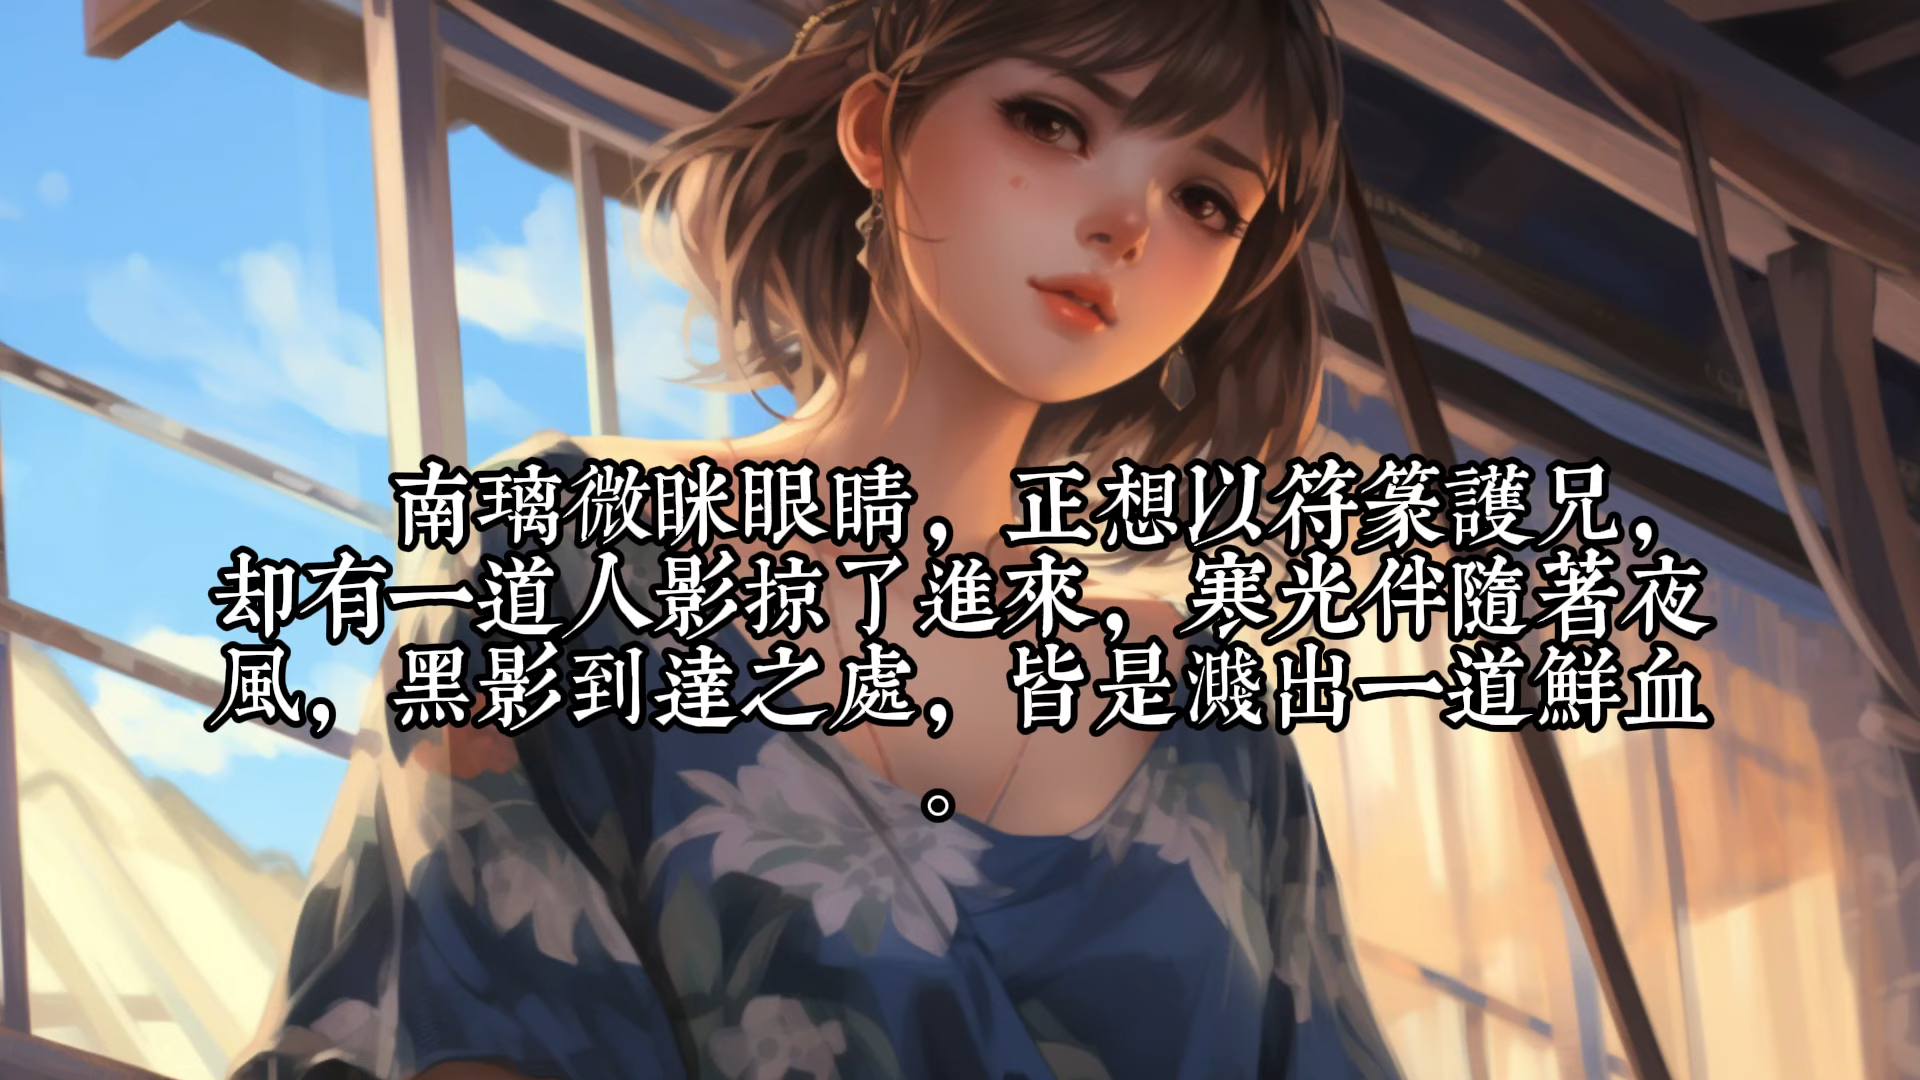 南璃微眯眼睛，正想以符篆護兄，
却有一道人影掠了進來，寒光伴隨著夜
風，黑影到達之處，皆是濺出一道鮮血
。